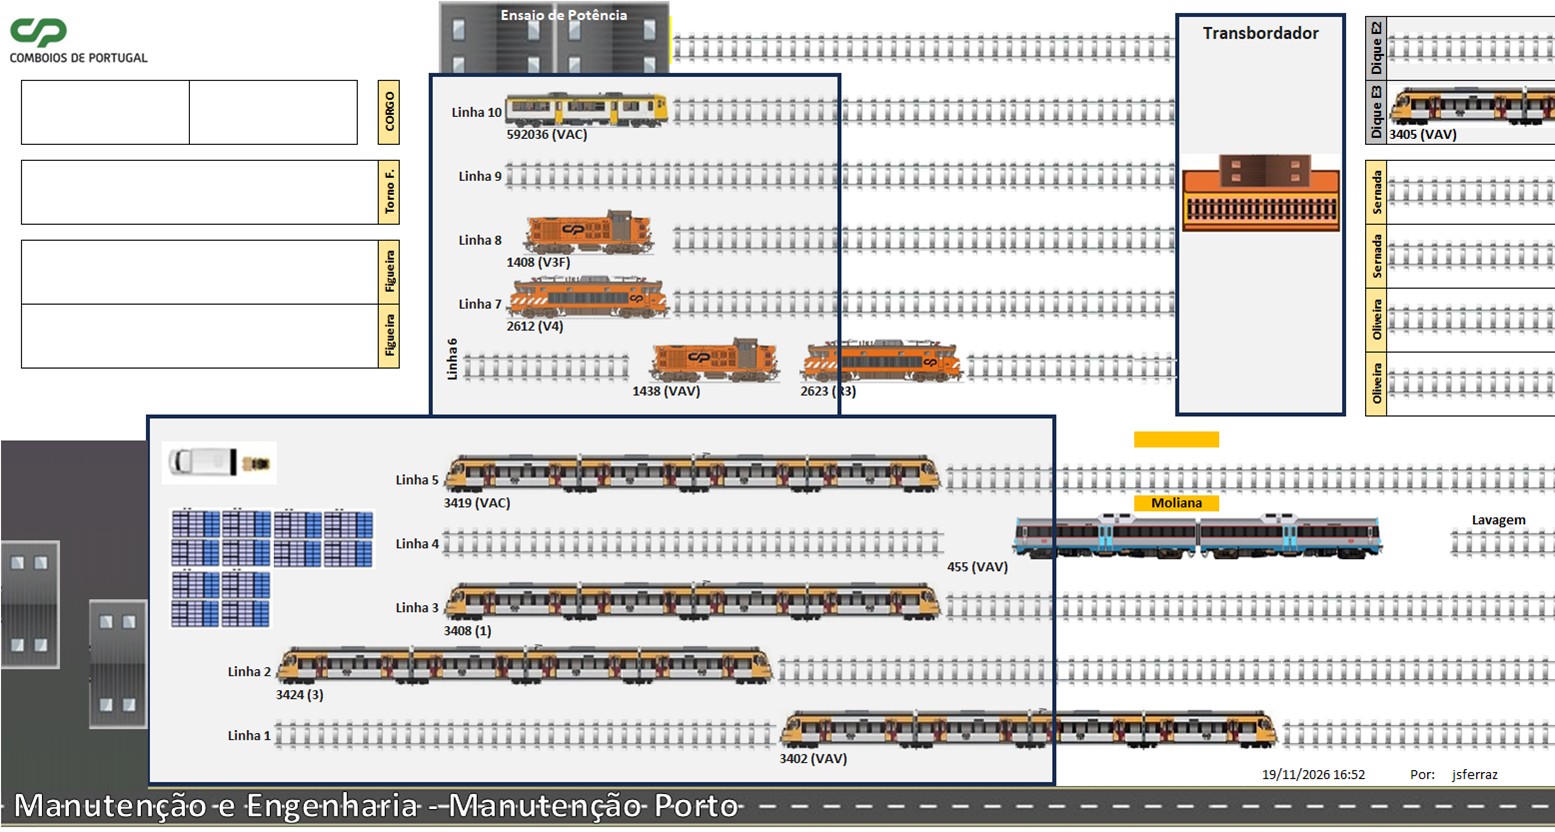 Ensaio de Potência
Transbordador
Dique E2
CP
COMBOIOS DE PORTUGAL
CORGO
Linha 10
592036 (VAC)
Dique E3
3405 (VAV)
Torno F.
Linha 9
Sernada
Linha 8
1408 (V3F)
Sernada
Figueira
Linha 7
2612 (V4)
Oliveira
Figueira
Linha 6
1438 (VAV)
2623 (R3)
Oliveira
Linha 5
3419 (VAC)
Moliana
Lavagem
Linha 4
455 (VAV)
Linha 3
3408 (1)
Linha 2
3424 (3)
Linha 1
3402 (VAV)
19/11/2026 16:52 Por: jsferraz
Manutenção e Engenharia - Manutenção Porto